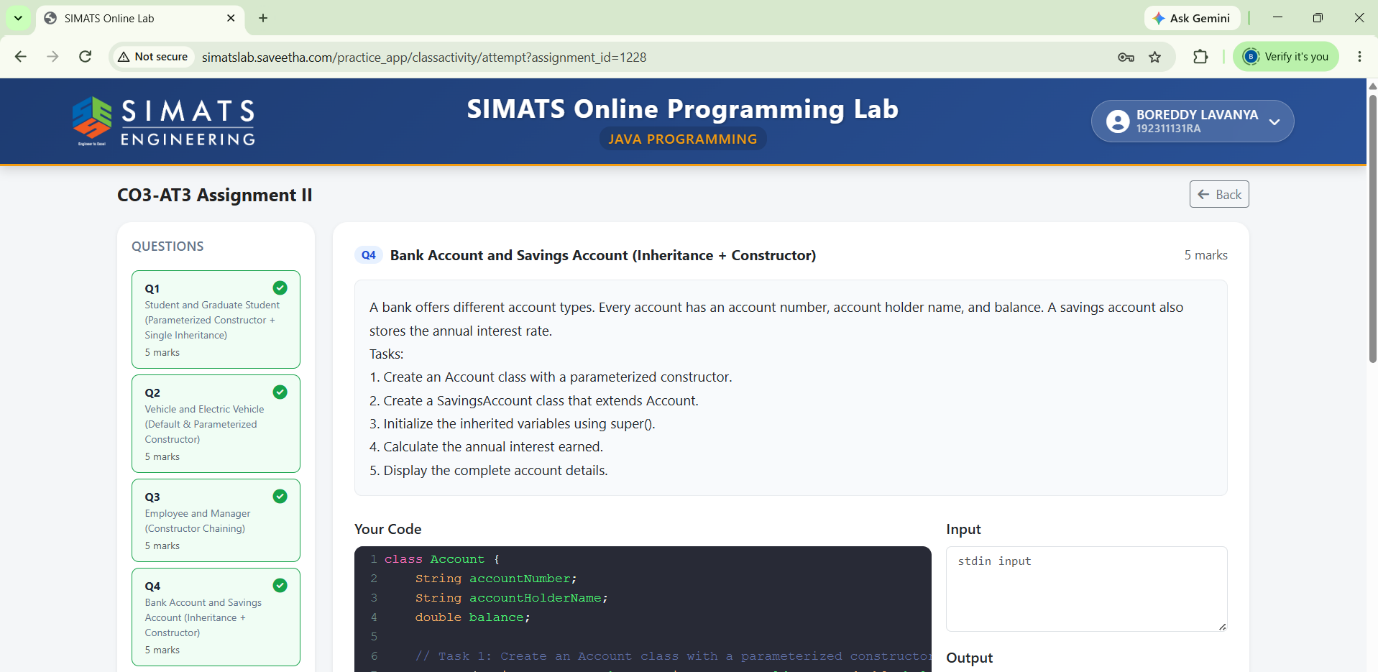 SIMATS Online Lab
Ask Gemini
Not secure
simatslab.saveetha.com/practice_app/classactivity/attempt?assignment_id=1228
B
Verify it's you
SIMATS
ENGINEERING
SIMATS Online Programming Lab
JAVA PROGRAMMING
BOREDDY LAVANYA
192311131RA
CO3-AT3 Assignment II
Back
QUESTIONS
Q1
Student and Graduate Student
(Parameterized Constructor +
Single Inheritance)
5 marks
Q2
Vehicle and Electric Vehicle
(Default & Parameterized
Constructor)
5 marks
Q3
Employee and Manager
(Constructor Chaining)
5 marks
Q4
Bank Account and Savings
Account (Inheritance +
Constructor)
5 marks
Q4 Bank Account and Savings Account (Inheritance + Constructor)
5 marks
A bank offers different account types. Every account has an account number, account holder name, and balance. A savings account also
stores the annual interest rate.
Tasks:
1. Create an Account class with a parameterized constructor.
2. Create a SavingsAccount class that extends Account.
3. Initialize the inherited variables using super().
4. Calculate the annual interest earned.
5. Display the complete account details.
Your Code
1 class Account {
2 String accountNumber;
3 String accountHolderName;
4 double balance;
5
6 // Task 1: Create an Account class with a parameterized constructor
Input
stdin input
Output